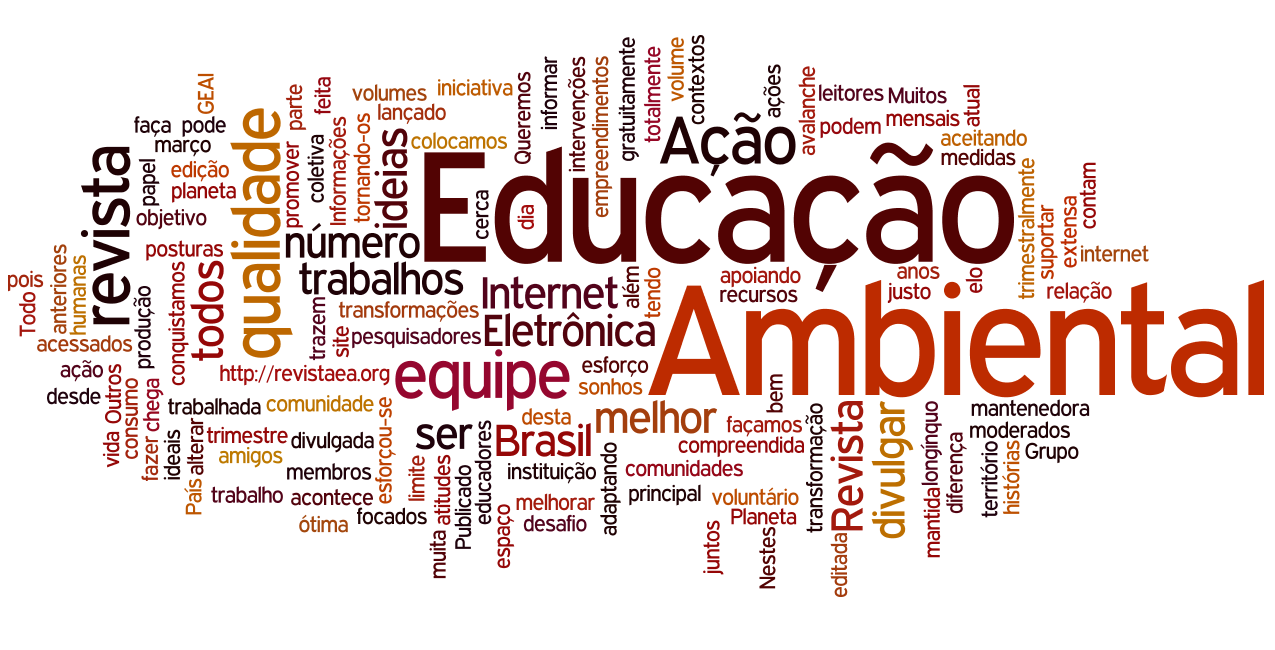 GEAI
parte
feita
volumes
iniciativa
lançado
Queremos
informar
intervenções
empreendimentos
gratuitamente
totalmente
volume
contextos
ações
avalanche
leitores
Muitos
podem
mensais
atual
aceitando
medidas
faça
pode
março
papel
edição
planeta
objetivo
revista
qualidade
promover
coletiva
Informações
tornando-os
ideias
colocamos
cerca
dia
Educação
Ação
trimestralmente
suportar
extensa
contam
internet
posturas
número
trabalhos
todos
pois
Todo
anteriores
humanas
acessados
produção
conquistamos
trazem
site
transformações
pesquisadores
Internet
Eletrônica
além
tendo
apoiando
recursos
anos
justo
elo
relação
Ambiental
ação
desde
vida
Outros
consumo
fazer
chega
http://revistaea.org
equipe
esforço
sonhos
trabalhada
comunidade
ideais
alterar
País
trimestre
amigos
divulgada
membros
esforçou-se
ser
desta
Brasil
melhor
bem
façamos
compreendida
transformação
Revista
divulgar
longínquo
mantida
diferença
mantenedora
moderados
Grupo
território
histórias
trabalho
acontece
ótima
focados
limite
atitudes
muita
Publicado
educadores
espaço
instituição
melhorar
desafio
adaptando
comunidades
principal
voluntário
Planeta
juntos
Nestes
editada